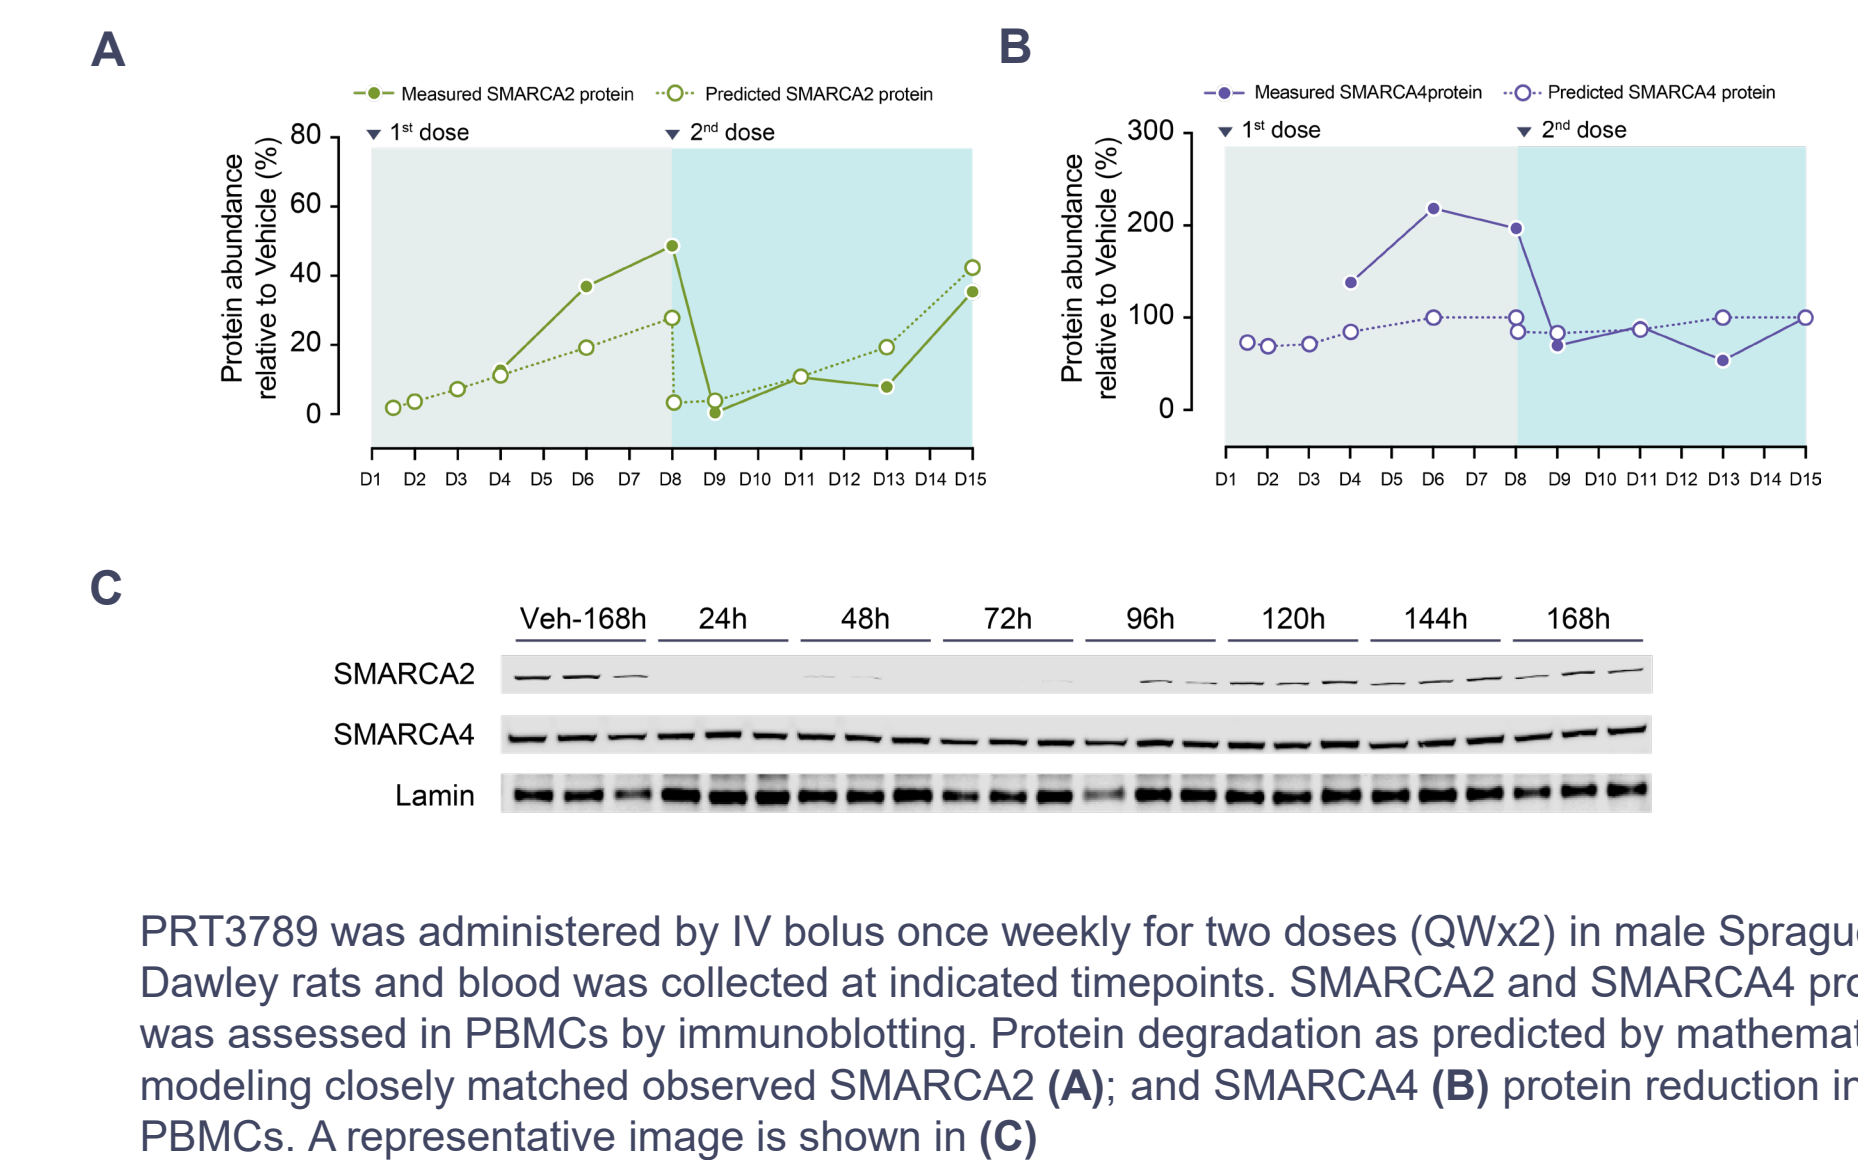 A
Measured SMARCA2 protein
Predicted SMARCA2 protein
1st dose
2nd dose
Protein abundance
relative to Vehicle (%)
80
60
40
20
0
D1 D2 D3 D4 D5 D6 D7 D8 D9 D10 D11 D12 D13 D14 D15
B
Measured SMARCA4protein
Predicted SMARCA4 protein
1st dose
2nd dose
Protein abundance
relative to Vehicle (%)
300
200
100
0
D1 D2 D3 D4 D5 D6 D7 D8 D9 D10 D11 D12 D13 D14 D15
C
Veh-168h 24h 48h 72h 96h 120h 144h 168h
SMARCA2
SMARCA4
Lamin
PRT3789 was administered by IV bolus once weekly for two doses (QWx2) in male
Dawley rats and blood was collected at indicated timepoints. SMARCA2 and SMARCA4
was assessed in PBMCs by immunoblotting. Protein degradation as predicted by
modeling closely matched observed SMARCA2 (A); and SMARCA4 (B) protein reduction in
PBMCs. A representative image is shown in (C)